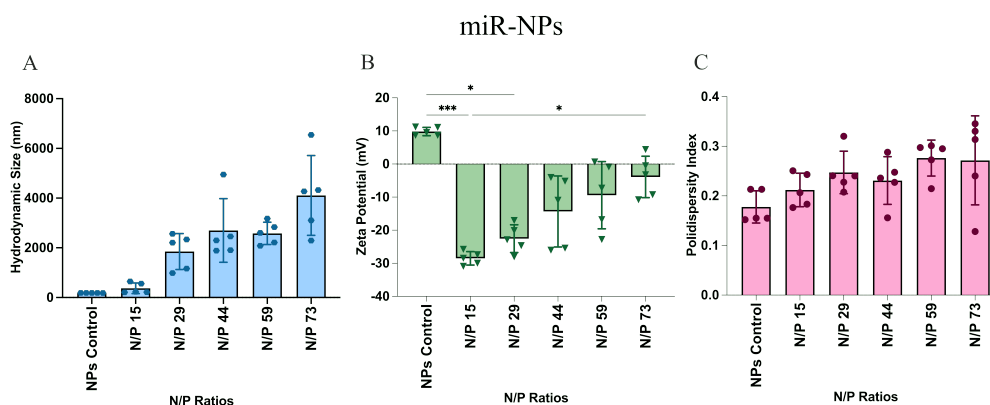 miR-NPs
A
Hydrodynamic Size (nm)
8000
6000
4000
2000
0
NPs Control
N/P 15
N/P 29
N/P 44
N/P 59
N/P 73
N/P Ratios
B
Zeta Potential (mV)
20
10
0
-10
-20
-30
-40
*
***
*
NPs Control
N/P 15
N/P 29
N/P 44
N/P 59
N/P 73
N/P Ratios
C
Polidispersity Index
0.4
0.3
0.2
0.1
0.0
NPs Control
N/P 15
N/P 29
N/P 44
N/P 59
N/P 73
N/P Ratios